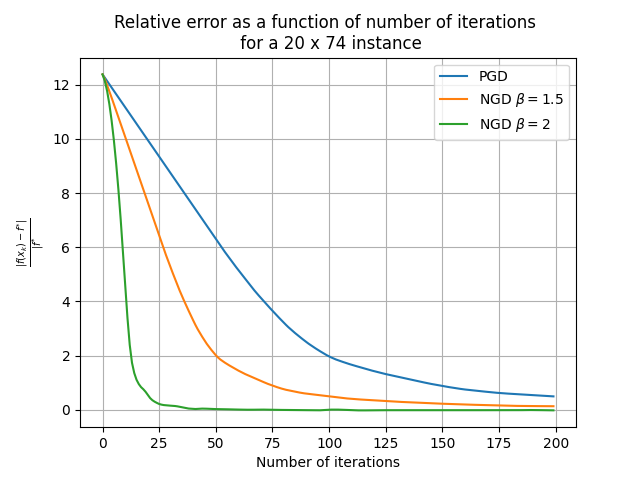 Relative error as a function of number of iterations
for a 20 x 74 instance
PGD
NGD β = 1.5
NGD β = 2
12
10
8
6
4
2
0
|f(x_k) − f*|
|f*|
0 25 50 75 100 125 150 175 200
Number of iterations